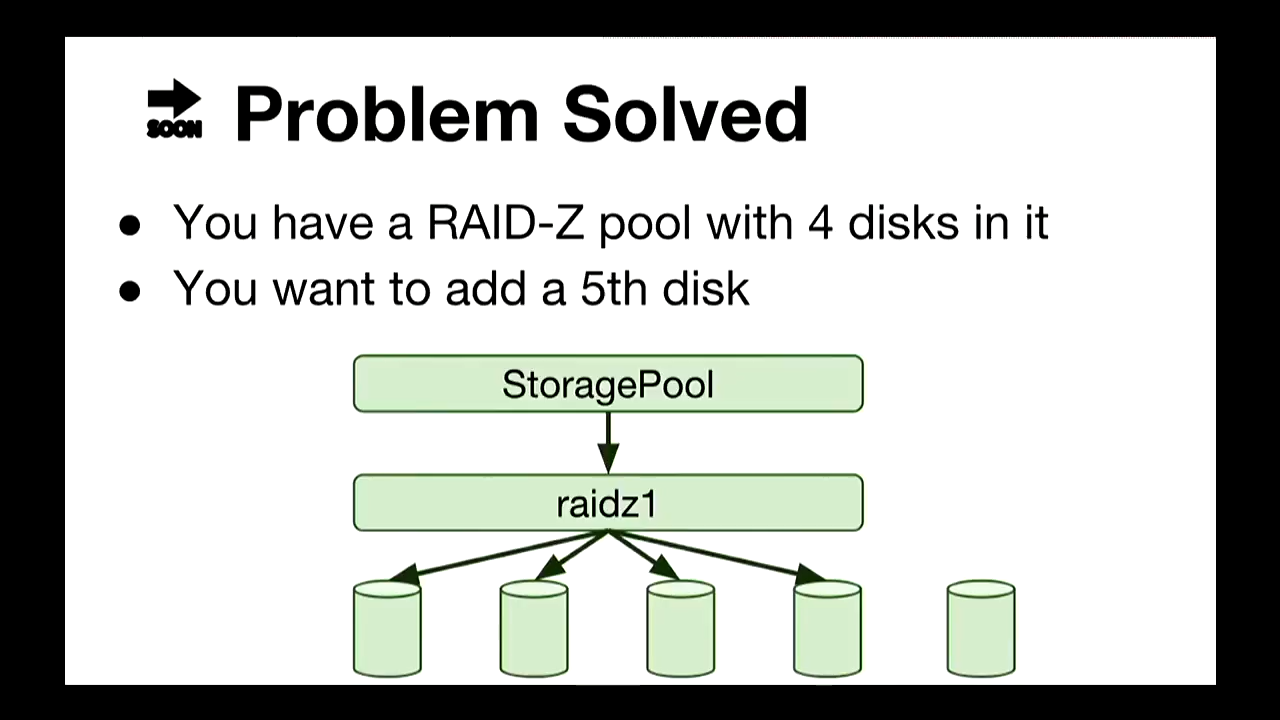 SOON Problem Solved
● You have a RAID-Z pool with 4 disks in it
● You want to add a 5th disk
StoragePool
raidz1